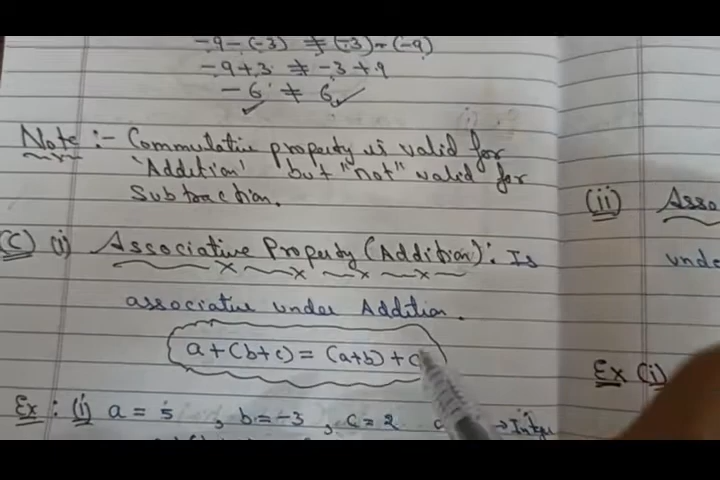 -9-(-3) ≠ (-3)-(-9)
-9+3 ≠ -3+9
-6 ≠ 6
Note :- Commutative property is valid for
'Addition' but "not" valid for
Subtraction.
(C) (i) Associative Property (Addition): Is
associative under Addition.
a+(b+c) = (a+b)+c
Ex : (i) a = 5 , b = -3 , c = 2
(ii) Asso
unde
Ex (i)